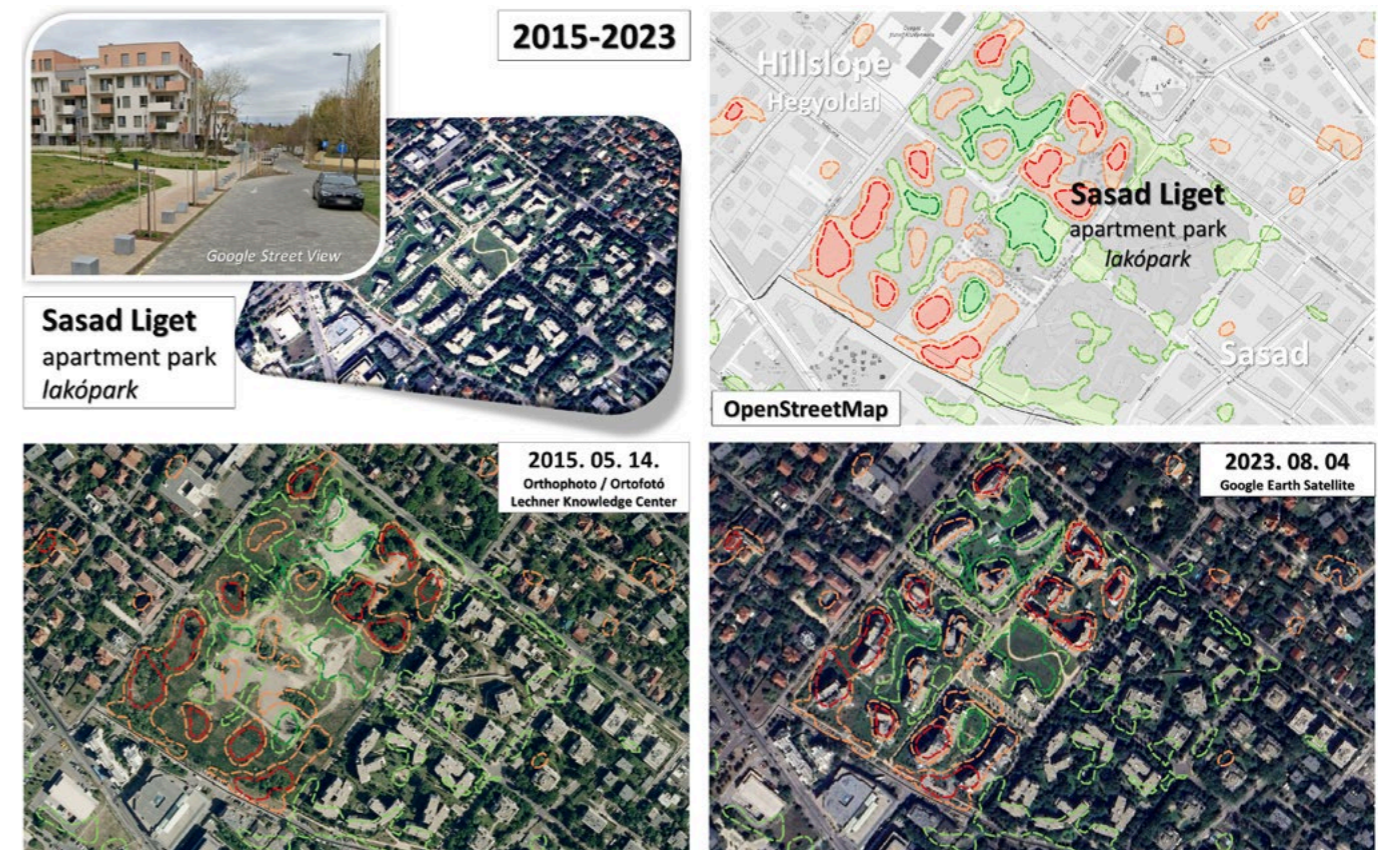 2015-2023
Google Street View
Sasad Liget
apartment park
lakópark
Hillslope
Hegyoldal
Sasad Liget
apartment park
lakópark
Sasad
OpenStreetMap
2015. 05. 14.
Orthophoto / Ortofotó
Lechner Knowledge Center
2023. 08. 04
Google Earth Satellite